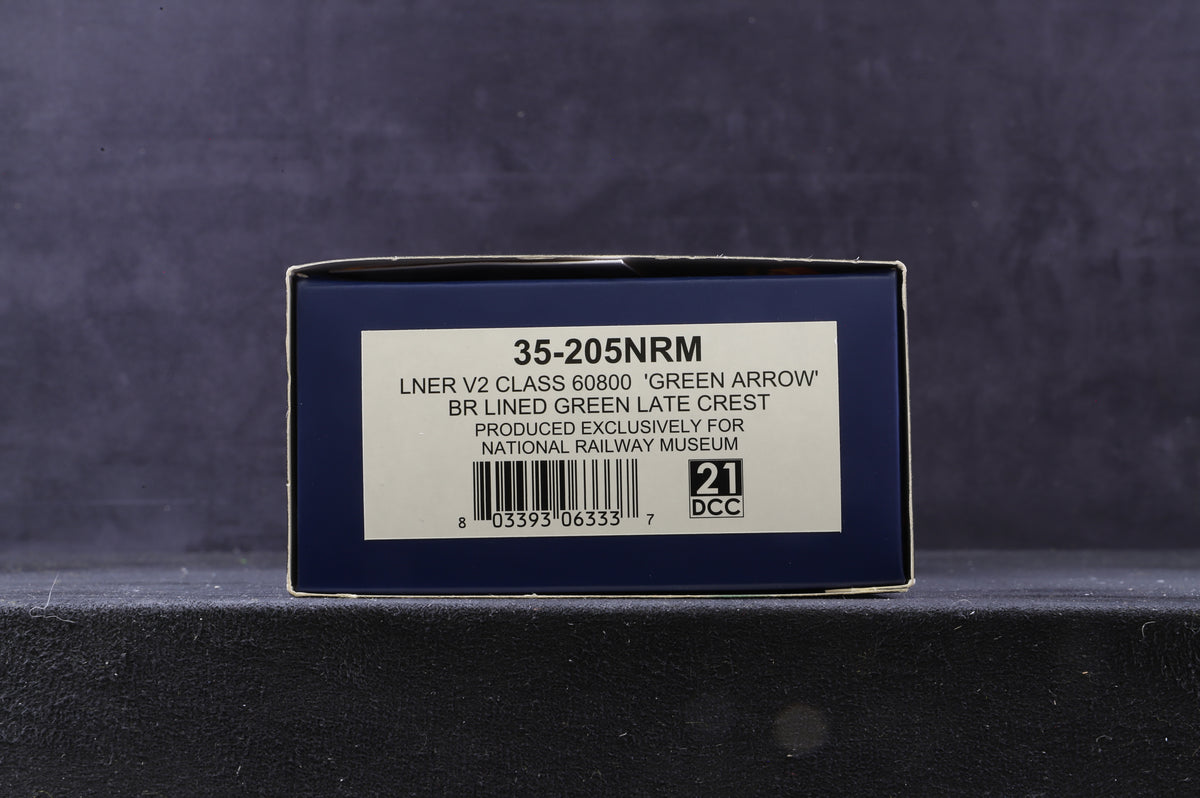 35-205NRM
LNER V2 CLASS 60800 'GREEN ARROW'
BR LINED GREEN LATE CREST
PRODUCED EXCLUSIVELY FOR
NATIONAL RAILWAY MUSEUM
21
DCC
8 03393 06333 7